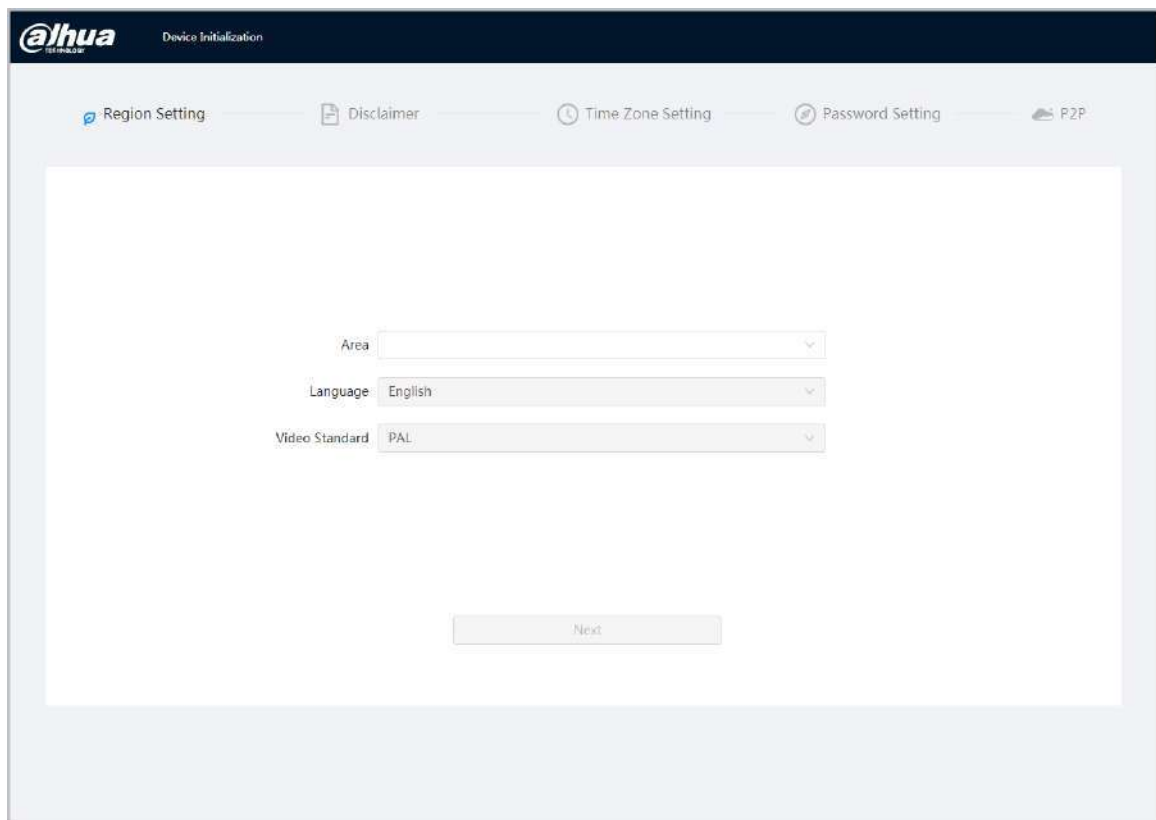 alhua Device Initialization
TECHNOLOGY
Region Setting Disclaimer Time Zone Setting Password Setting P2P
Area
Language English
Video Standard PAL
Next